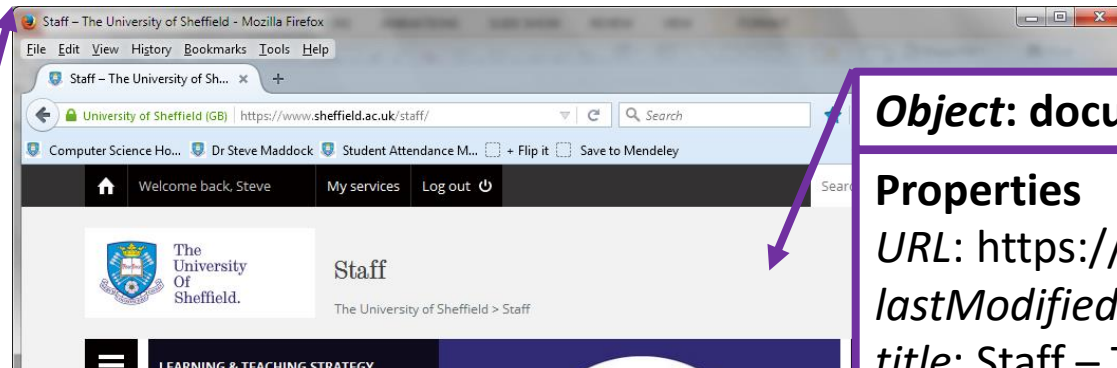 Staff – The University of Sheffield - Mozilla Firefox
File Edit View History Bookmarks Tools Help
Staff – The University of Sh... × +
University of Sheffield (GB) https://www.sheffield.ac.uk/staff/ Search
Computer Science Ho... Dr Steve Maddock Student Attendance M... + Flip it Save to Mendeley
Welcome back, Steve My services Log out Sear
The
University
Of
Sheffield.
Staff
The University of Sheffield > Staff
LEARNING & TEACHING STRATEGY
Object: docu
Properties
URL: https://
lastModified
title: Staff – T